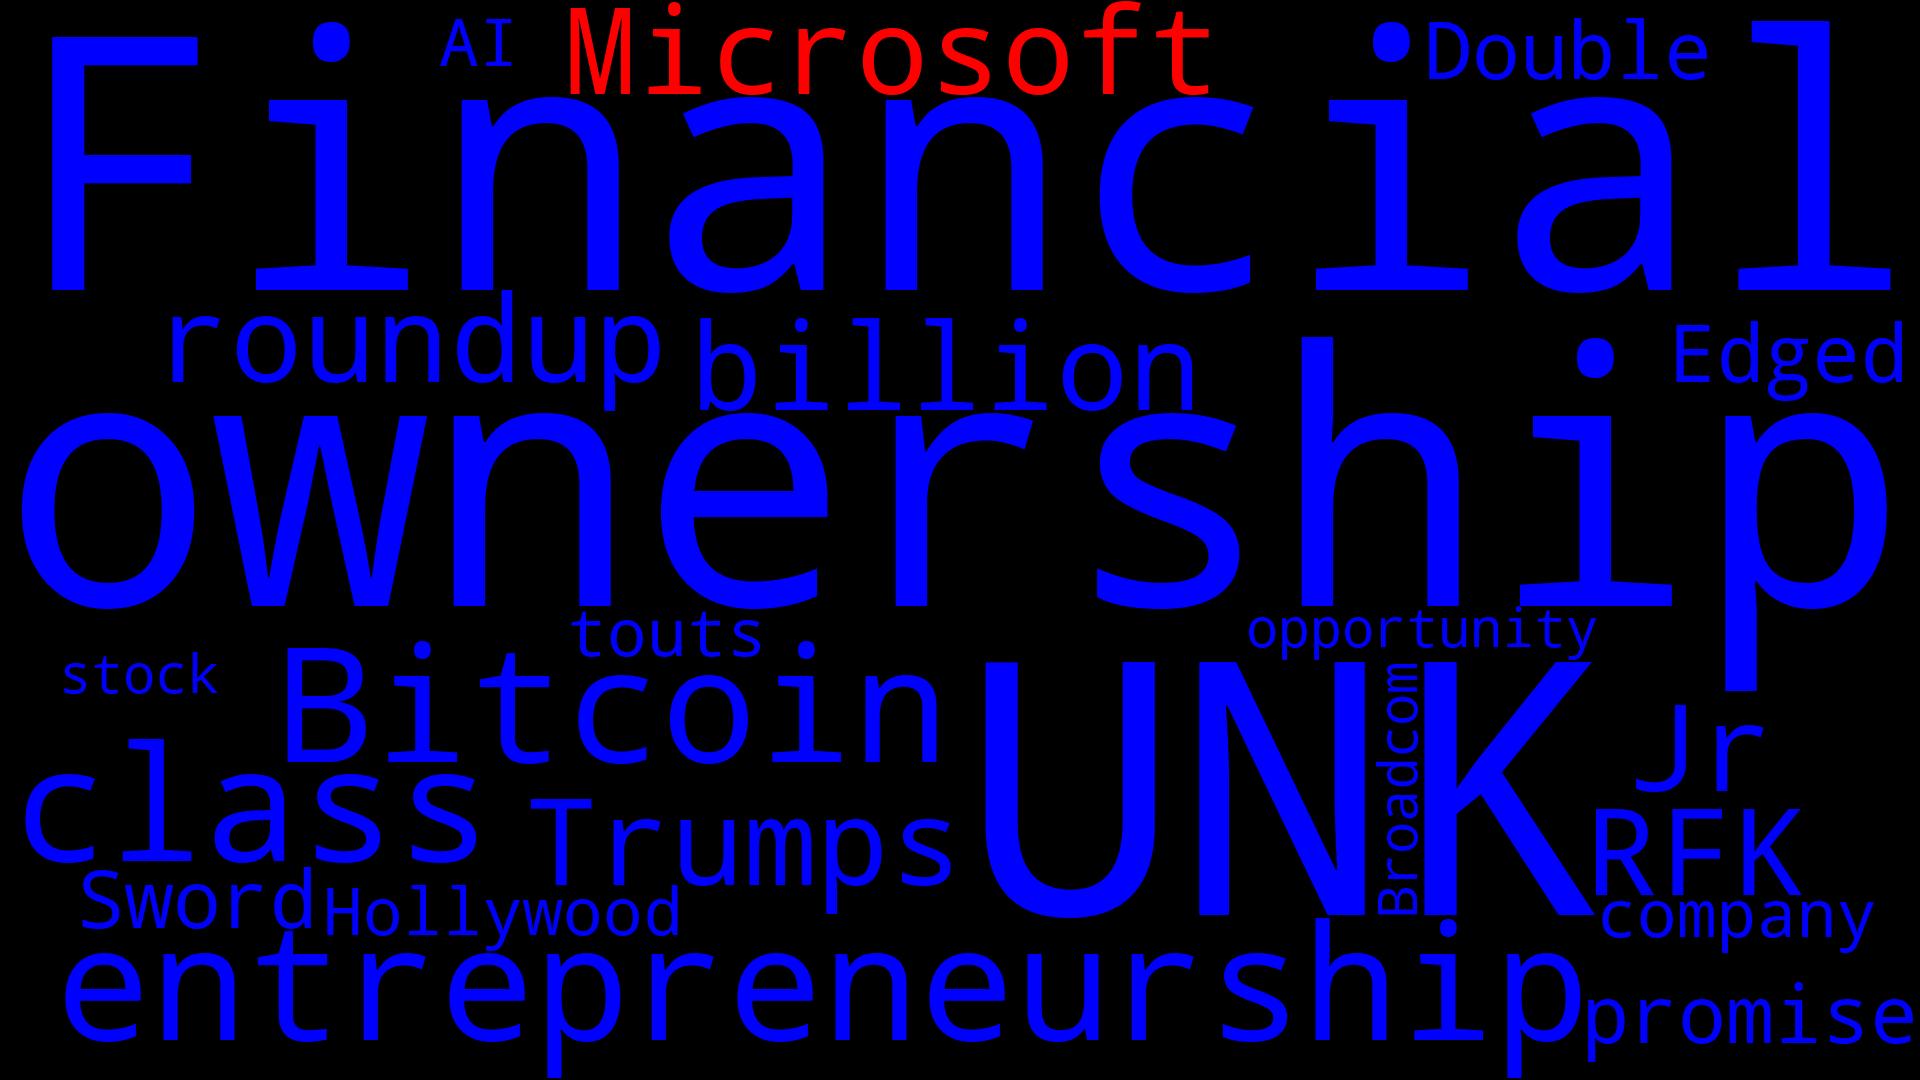 AI Microsoft Double
Financial
roundup billion Edged
ownership
touts opportunity
stock Bitcoin UNK Broadcom Jr
class Trumps RFK
Sword Hollywood company
entrepreneurship promise